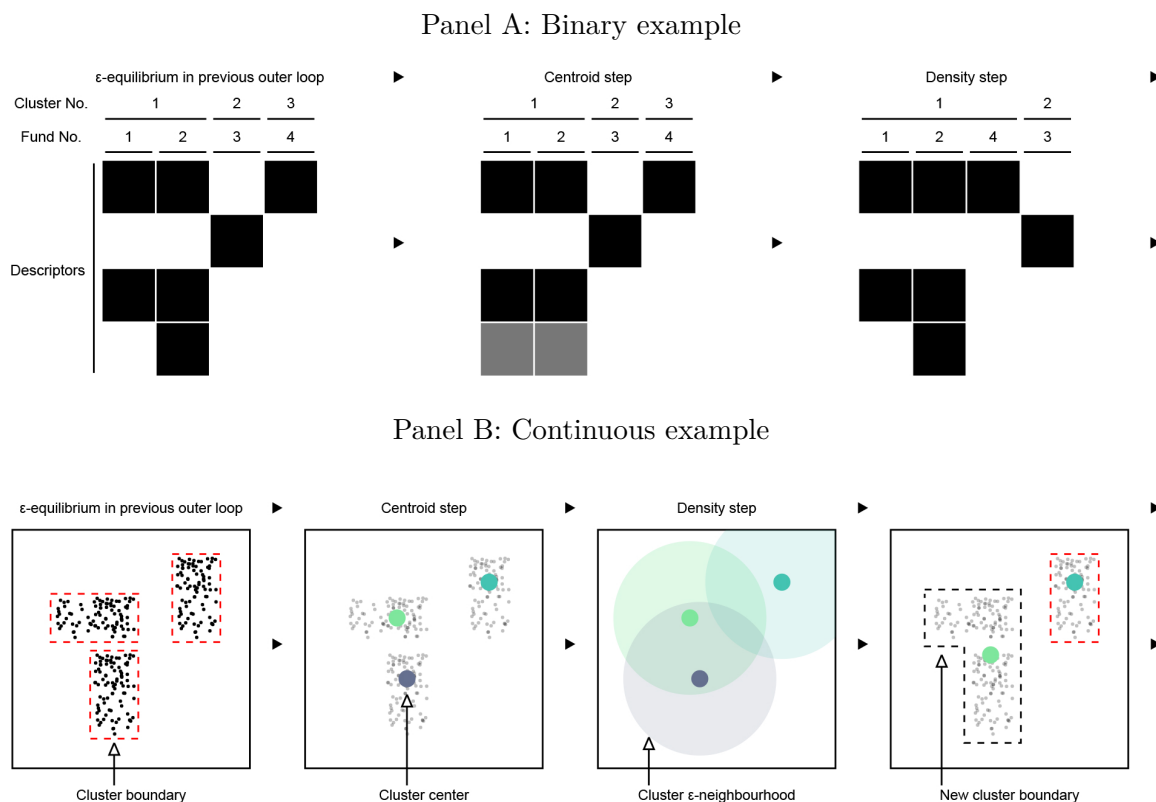 Panel A: Binary example
ε-equilibrium in previous outer loop Centroid step Density step
Cluster No. 1 2 3 1 2 3 1 2
Fund No. 1 2 3 4 1 2 3 4 1 2 4 3
Descriptors
Panel B: Continuous example
ε-equilibrium in previous outer loop Centroid step Density step
Cluster boundary Cluster center Cluster ε-neighbourhood New cluster boundary